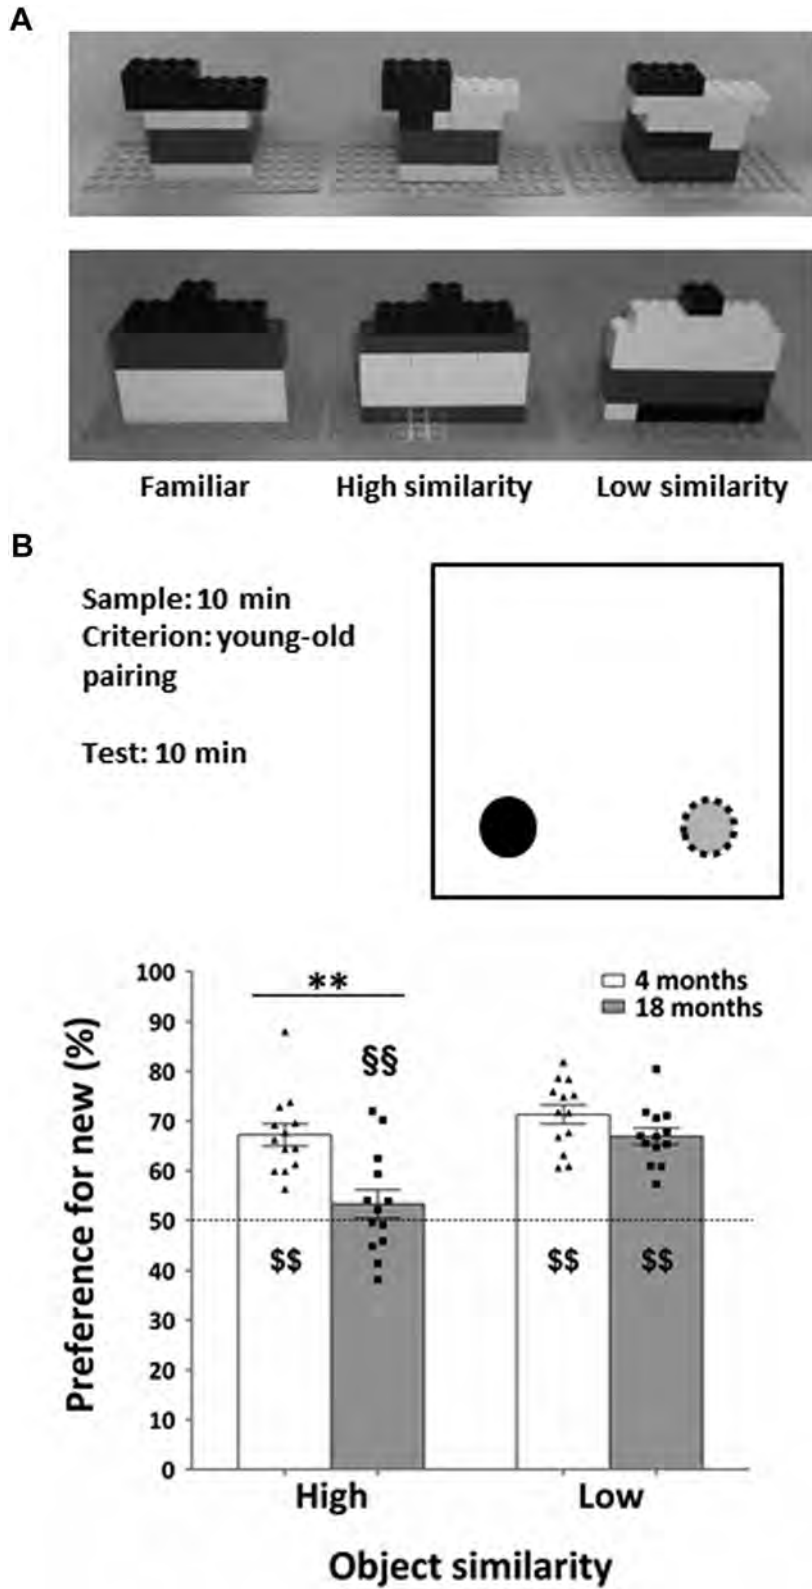 A
Familiar High similarity Low similarity
B
Sample: 10 min
Criterion: young-old
pairing
Test: 10 min
100
90
80
70
60
50
40
30
20
10
0
Preference for new (%)
**
§§
$$
$$ $$
4 months
18 months
High Low
Object similarity